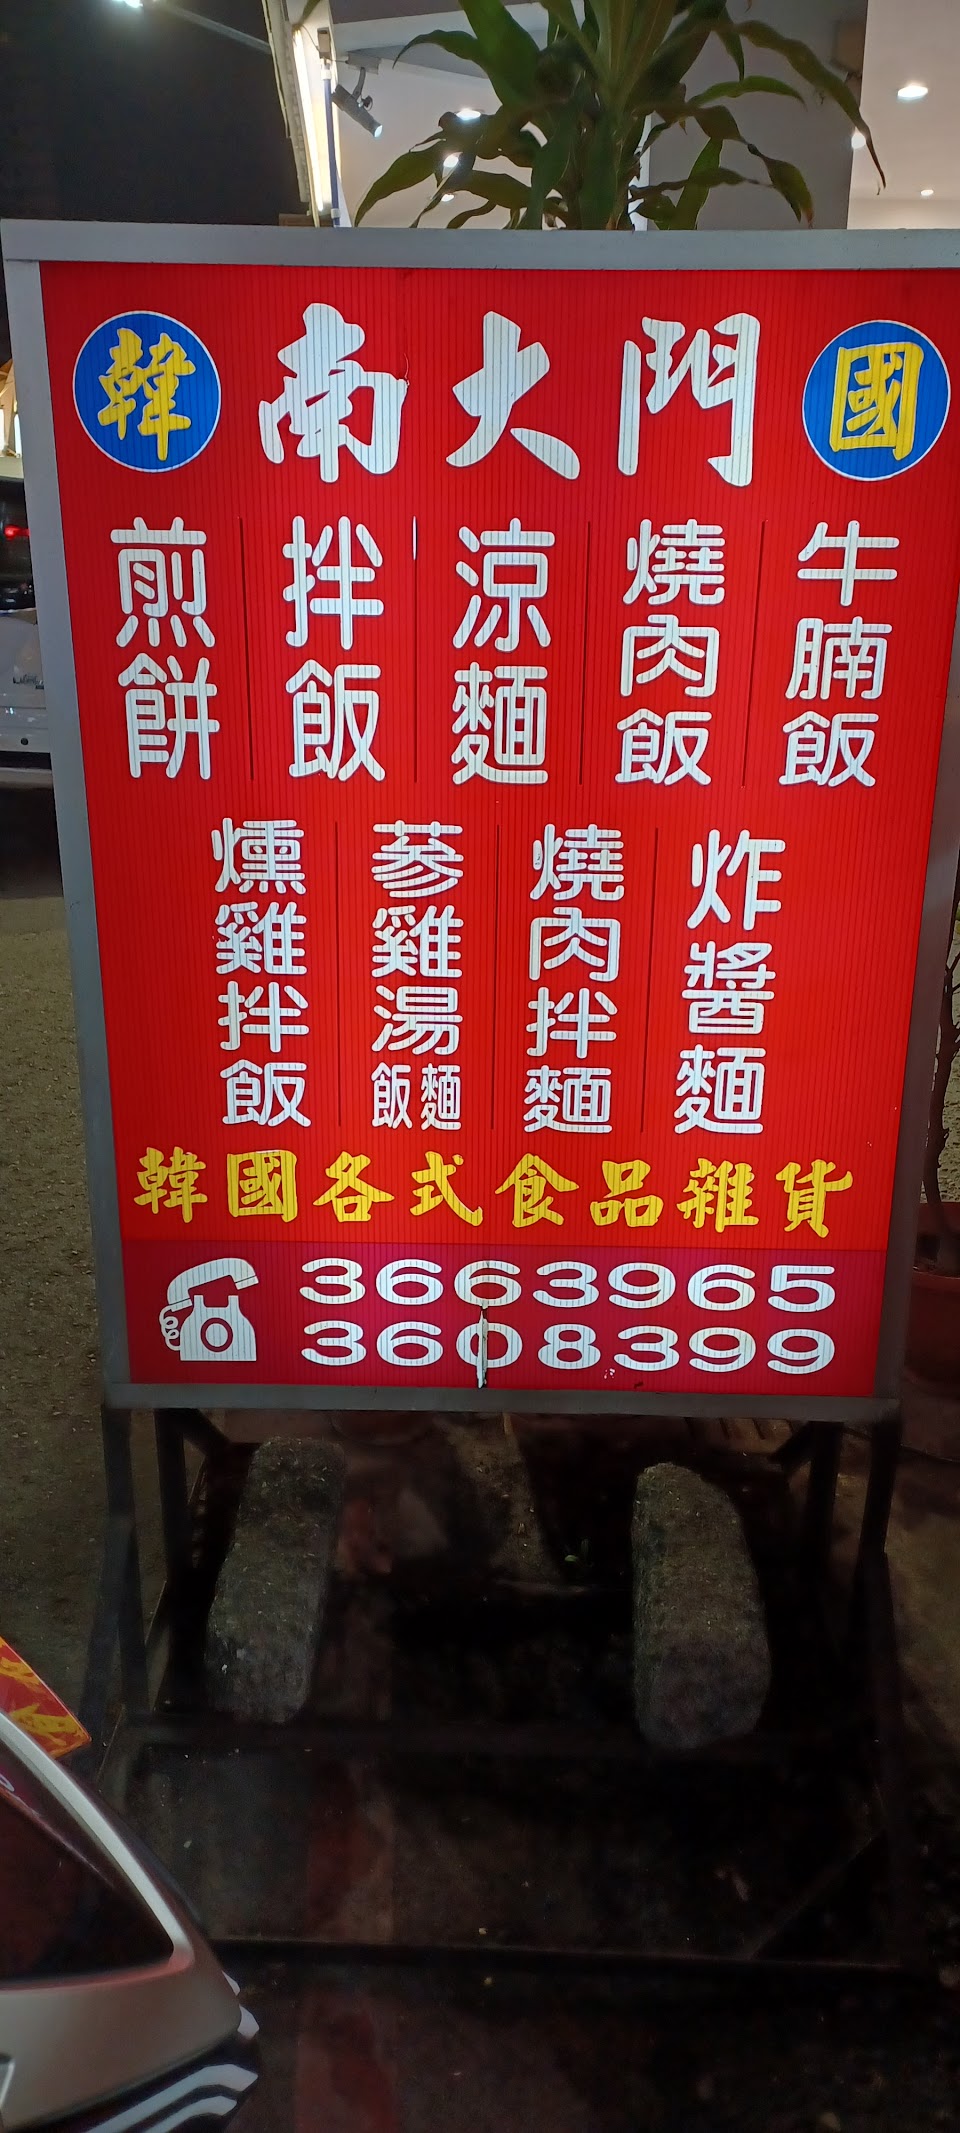 韓 南大門 國
煎餅 拌飯 涼麵 燒肉飯 牛腩飯
燻雞拌飯 蔘雞湯飯麵 燒肉拌麵 炸醬麵
韓國各式食品雜貨
3663965
3608399